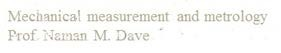 Mechanical measurement and metrology
Prof. Naman M. Dave